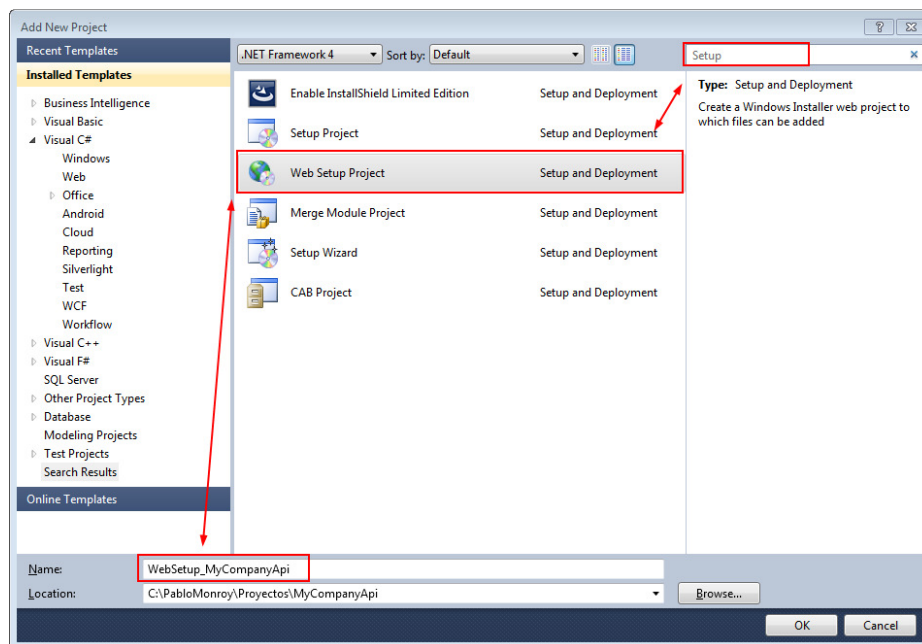 Add New Project
Recent Templates
.NET Framework 4
Sort by:
Default
Setup
Installed Templates
Business Intelligence
Visual Basic
Visual C#
Windows
Web
Office
Android
Cloud
Reporting
Silverlight
Test
WCF
Workflow
Visual C++
Visual F#
SQL Server
Other Project Types
Database
Modeling Projects
Test Projects
Search Results
Online Templates
Enable InstallShield Limited Edition Setup and Deployment
Setup Project Setup and Deployment
Web Setup Project Setup and Deployment
Merge Module Project Setup and Deployment
Setup Wizard Setup and Deployment
CAB Project Setup and Deployment
Type: Setup and Deployment
Create a Windows Installer web project to
which files can be added
Name: WebSetup_MyCompanyApi
Location: C:\PabloMonroy\Proyectos\MyCompanyApi
Browse...
OK Cancel